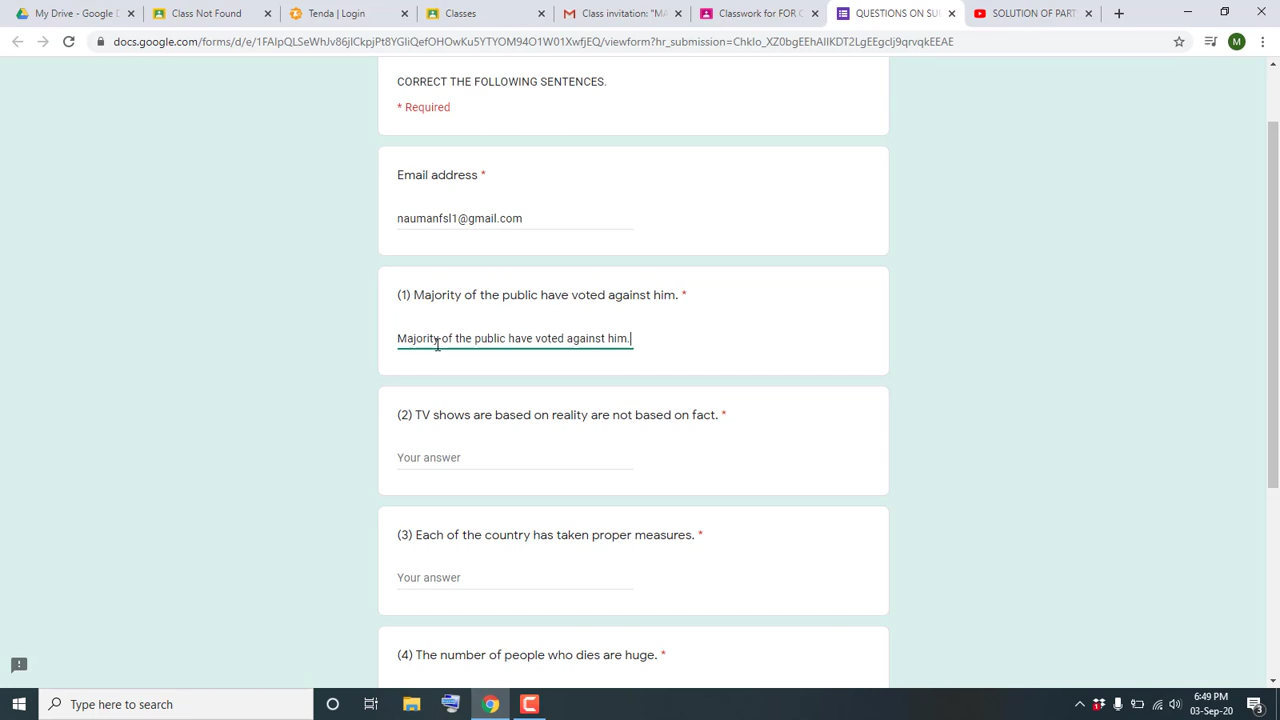 My Drive - Google D
Class Not Found
Tenda | Login
Classes
Class invitation: "MA
Classwork for FOR C
QUESTIONS ON SU
SOLUTION OF PART
docs.google.com/forms/d/e/
/viewform?hr_submission=
M
CORRECT THE FOLLOWING SENTENCES.
* Required
Email address *
naumanfsl1@gmail.com
(1) Majority of the public have voted against him. *
Majority of the public have voted against him.
(2) TV shows are based on reality are not based on fact. *
Your answer
(3) Each of the country has taken proper measures. *
Your answer
(4) The number of people who dies are huge. *
Type here to search
6:49 PM
03-Sep-20
3